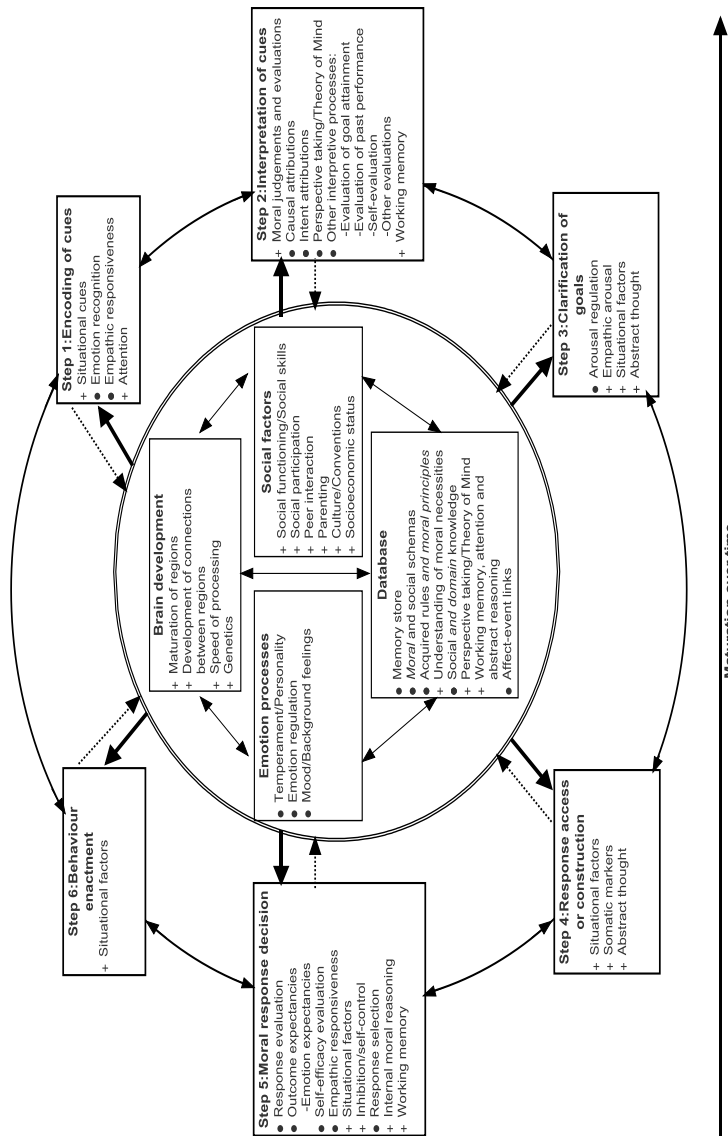 Step 1:Encoding of cues
+ Situational cues
● Emotion recognition
● Empathic responsiveness
+ Attention
Step 2:Interpretation of cues
+ Moral judgements and evaluations
● Causal attributions
● Intent attributions
+ Perspective taking/Theory of Mind
● Other interpretive processes:
-Evaluation of goal attainment
-Evaluation of past performance
-Self-evaluation
-Other evaluations
+ Working memory
Step 3:Clarification of
goals
● Arousal regulation
+ Empathic arousal
+ Situational factors
+ Abstract thought
Step 4:Response access
or construction
+ Situational factors
+ Somatic markers
+ Abstract thought
Step 5:Moral response decision
● Response evaluation
● Outcome expectancies
-Emotion expectancies
● Self-efficacy evaluation
● Empathic responsiveness
+ Situational factors
+ Inhibition/self-control
● Response selection
+ Internal moral reasoning
+ Working memory
Step 6:Behaviour
enactment
+ Situational factors
Brain development
+ Maturation of regions
+ Development of connections
between regions
+ Speed of processing
+ Genetics
Emotion processes
● Temperament/Personality
● Emotion regulation
● Mood/Background feelings
Social factors
+ Social functioning/Social skills
+ Social participation
+ Peer interaction
+ Parenting
+ Culture/Conventions
+ Socioeconomic status
Database
● Memory store
● Moral and social schemas
● Acquired rules and moral principles
+ Understanding of moral necessities
● Social and domain knowledge
+ Perspective taking/Theory of Mind
+ Working memory, attention and
abstract reasoning
● Affect-event links
Maturation over time